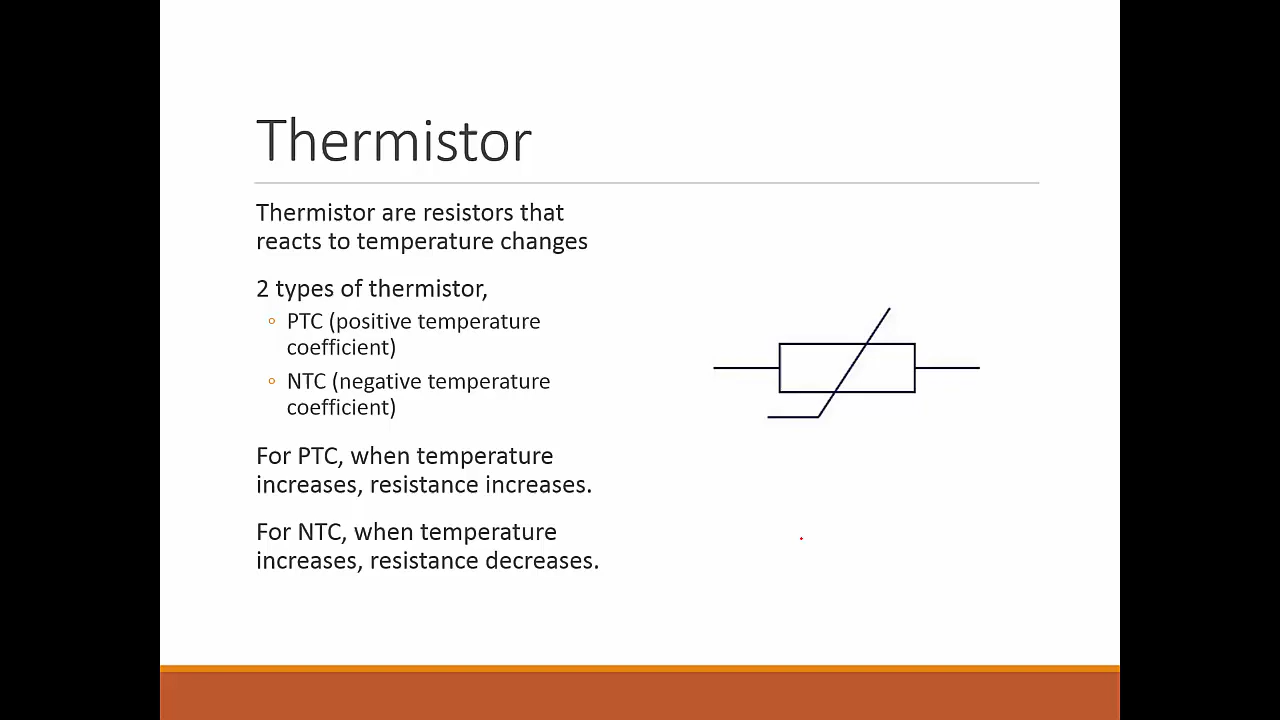 Thermistor
Thermistor are resistors that
reacts to temperature changes
2 types of thermistor,
◦ PTC (positive temperature
coefficient)
◦ NTC (negative temperature
coefficient)
For PTC, when temperature
increases, resistance increases.
For NTC, when temperature
increases, resistance decreases.